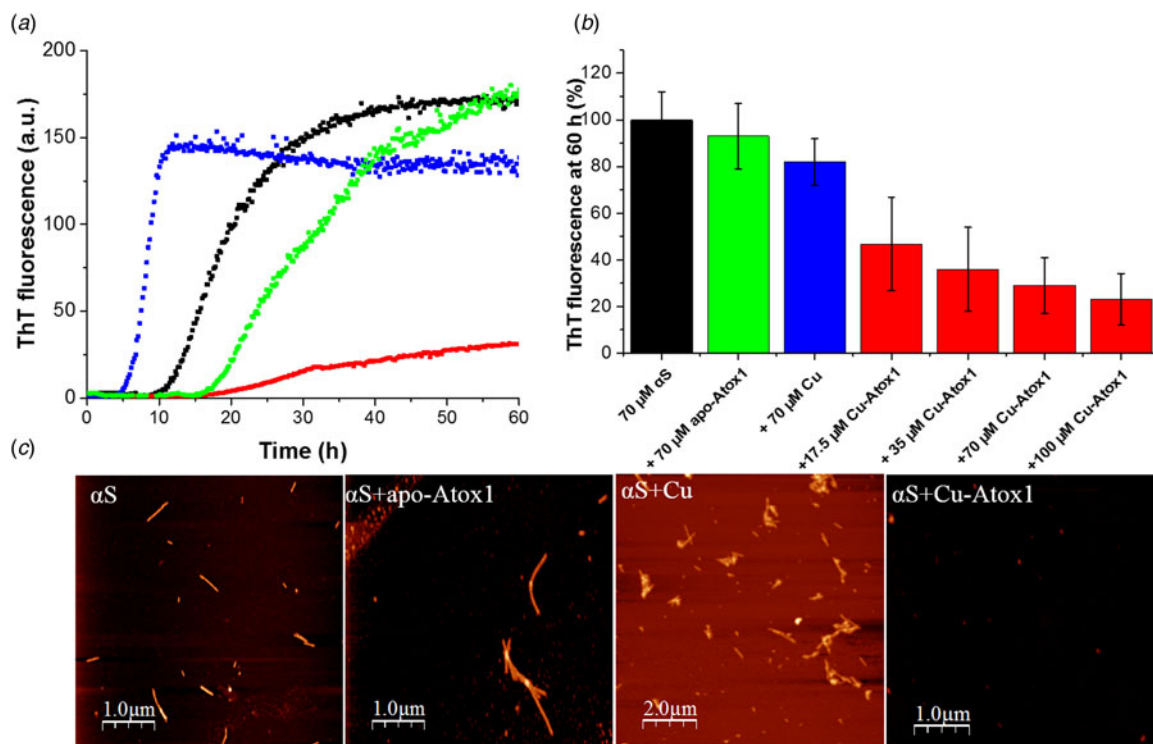 (a)
200
150
100
50
0
ThT fluorescence (a.u.)
0 10 20 30 40 50 60
Time (h)
(b)
120
100
80
60
40
20
0
ThT fluorescence at 60 h (%)
70 µM αS
+ 70 µM apo-Atox1
+ 70 µM Cu
+17.5 µM Cu-Atox1
+ 35 µM Cu-Atox1
+70 µM Cu-Atox1
+100 µM Cu-Atox1
(c)
αS
1.0µm
αS+apo-Atox1
1.0µm
αS+Cu
2.0µm
αS+Cu-Atox1
1.0µm